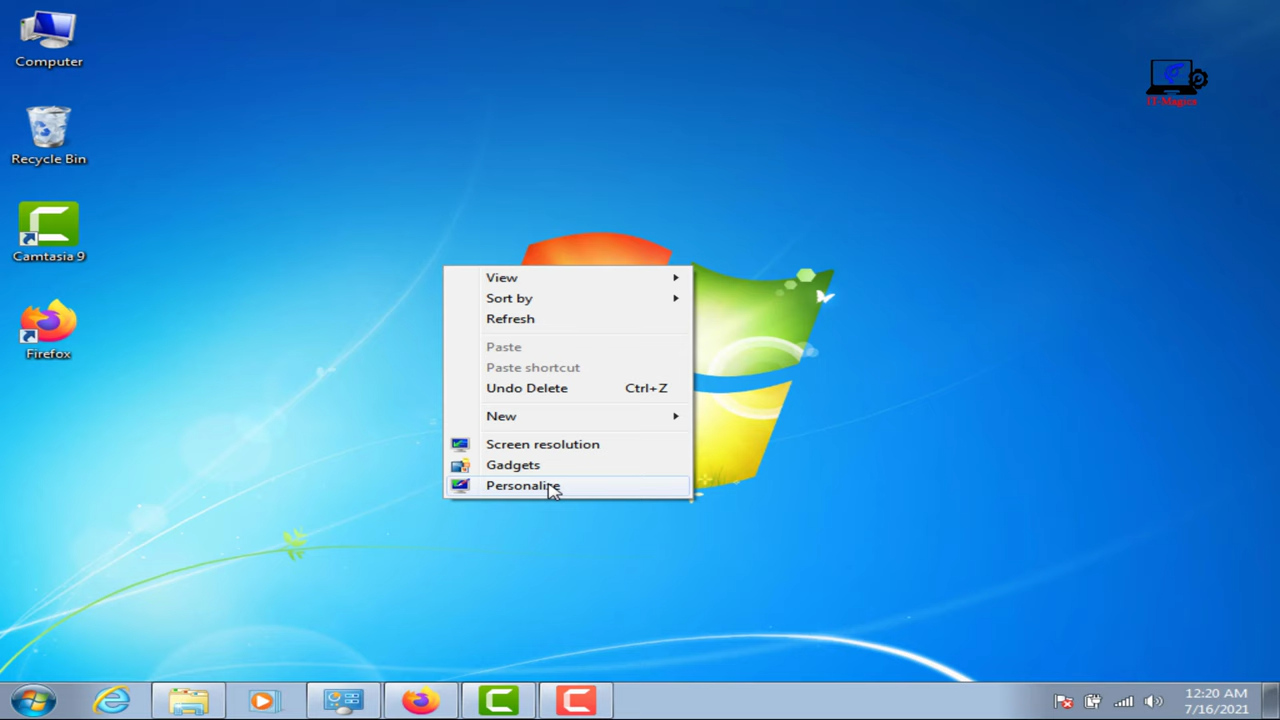 Computer
IT-Magics
Recycle Bin
Camtasia 9
View
Sort by
Refresh
Firefox
Paste
Paste shortcut
Undo Delete Ctrl+Z
New
Screen resolution
Gadgets
Personalize
12:20 AM
7/16/2021